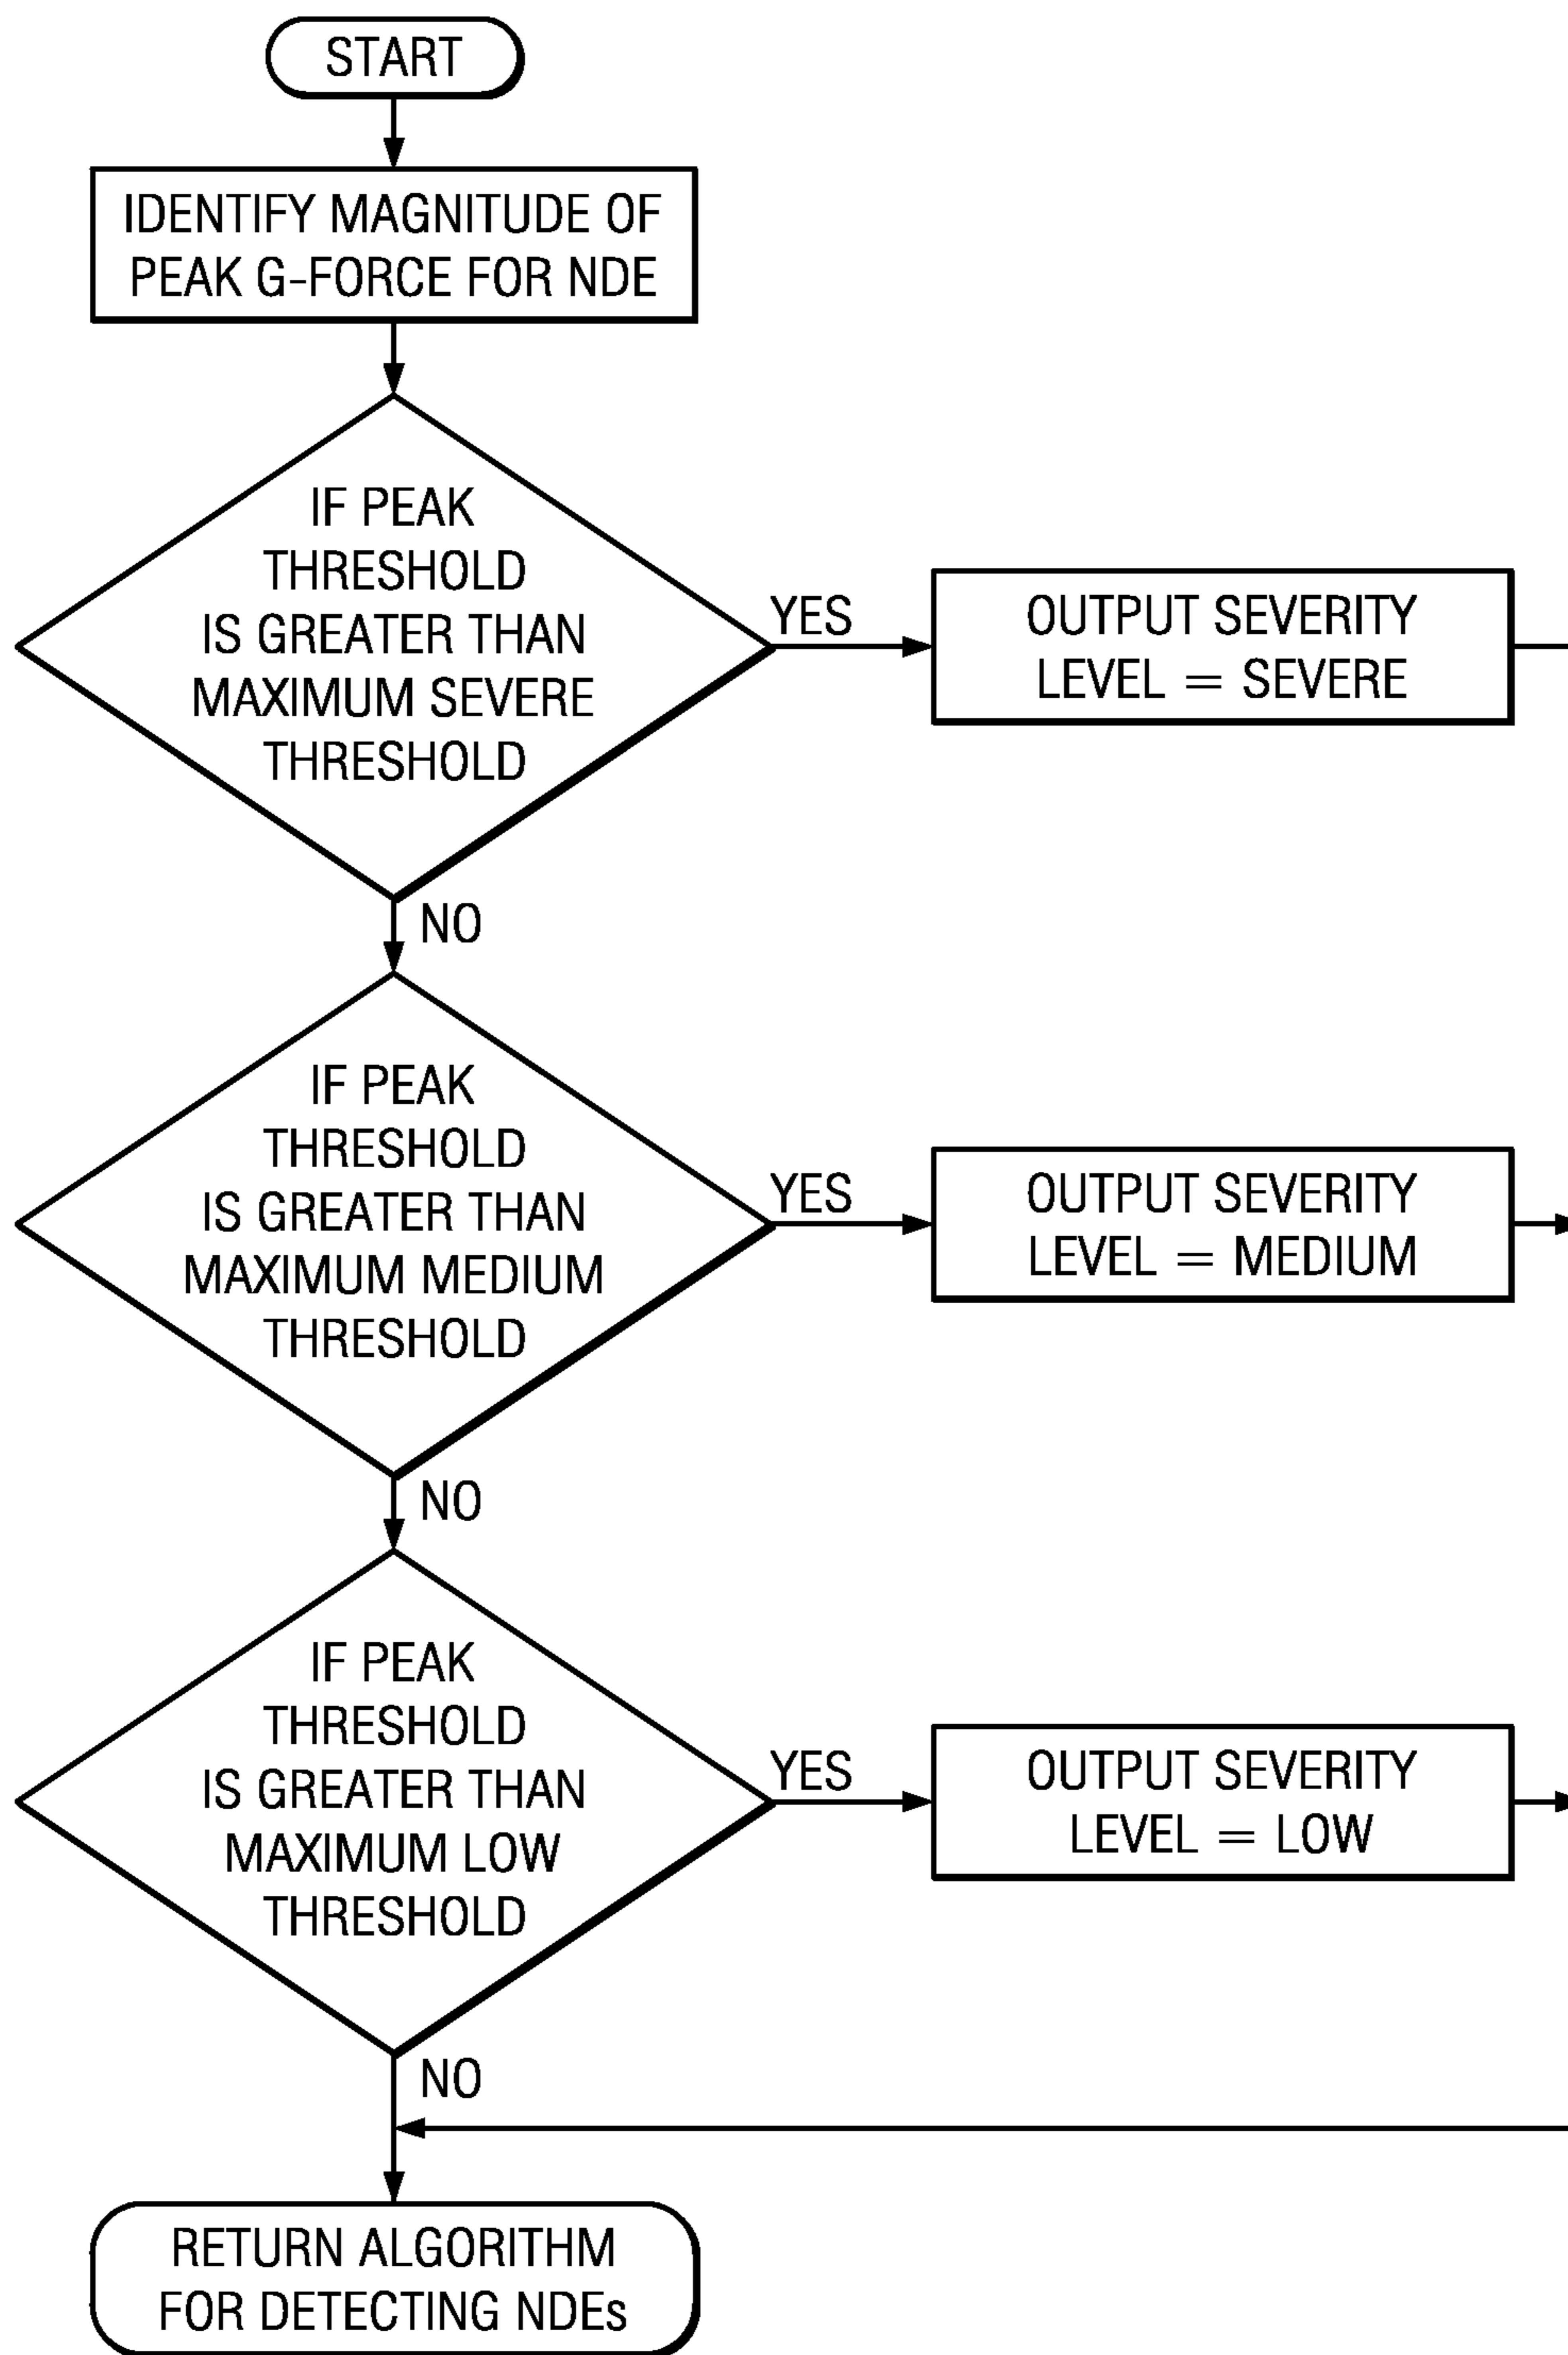 START
IDENTIFY MAGNITUDE OF
PEAK G-FORCE FOR NDE
IF PEAK
THRESHOLD
IS GREATER THAN
MAXIMUM SEVERE
THRESHOLD
YES
OUTPUT SEVERITY
LEVEL = SEVERE
NO
IF PEAK
THRESHOLD
IS GREATER THAN
MAXIMUM MEDIUM
THRESHOLD
YES
OUTPUT SEVERITY
LEVEL = MEDIUM
NO
IF PEAK
THRESHOLD
IS GREATER THAN
MAXIMUM LOW
THRESHOLD
YES
OUTPUT SEVERITY
LEVEL = LOW
NO
RETURN ALGORITHM
FOR DETECTING NDEs